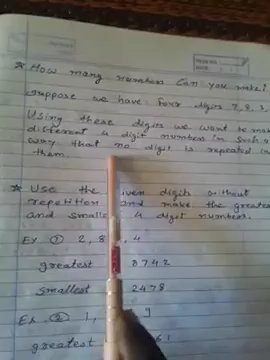 * How many numbers Can you make?
Suppose we have four digits 7, 8, 3,
Using these digits we want to
different 4 digit numbers in such
way that no digit is repeated in
them.
* Use the given digits without
repetition and make the greatest
and smallest 4 digit number.
Ex ① 2, 8, 4
greatest 8742
smallest 2478
Ex. ② 1, 9
greatest